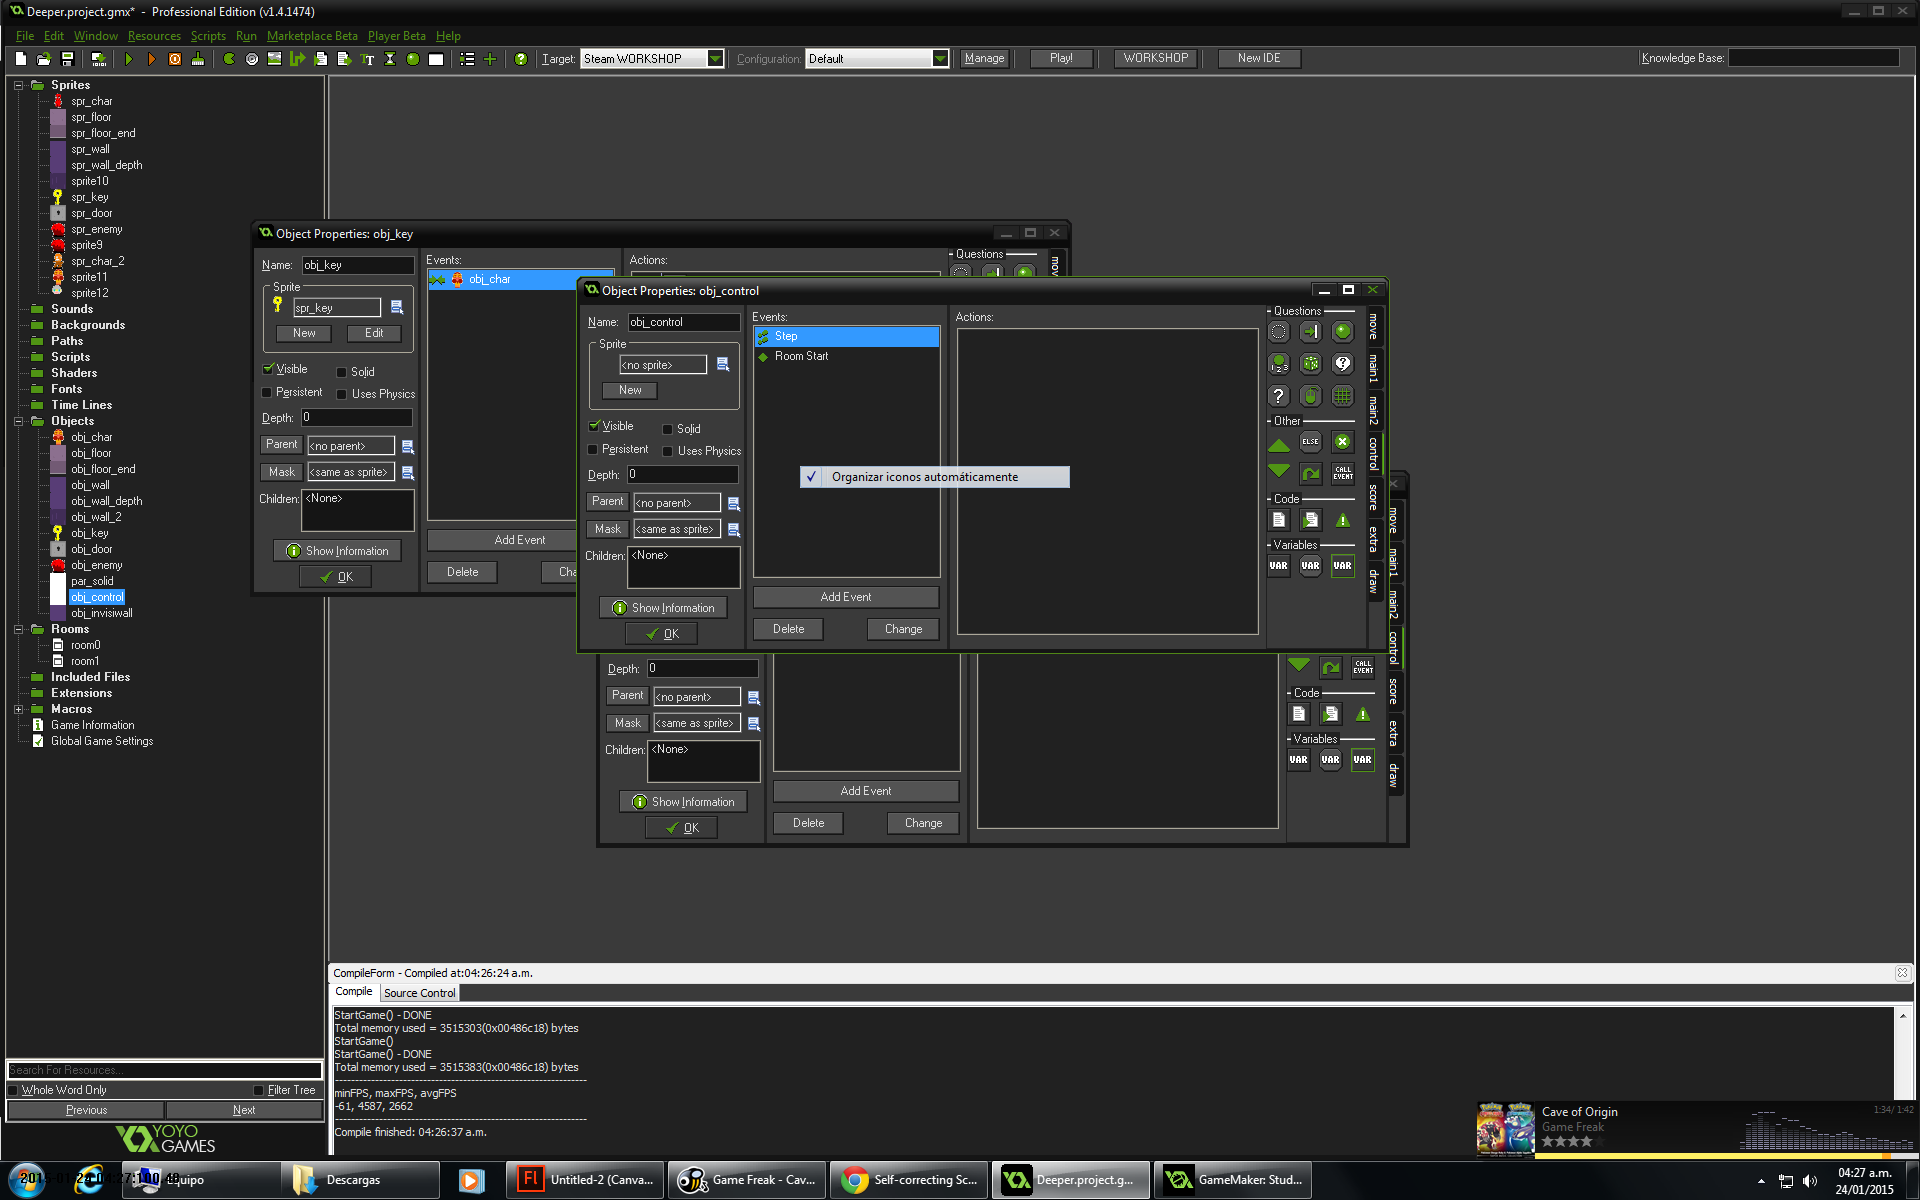 Deeper.project.gmx* - Professional Edition (v1.4.1474)
File Edit Window Resources Scripts Run Marketplace Beta Player Beta Help
Target: Steam WORKSHOP Configuration: Default Manage Play! WORKSHOP New IDE Knowledge Base:
Sprites
spr_char
spr_floor
spr_floor_end
spr_wall
spr_wall_depth
sprite10
spr_key
spr_door
spr_enemy
sprite9
spr_char_2
sprite11
sprite12
Sounds
Backgrounds
Paths
Scripts
Shaders
Fonts
Time Lines
Objects
obj_char
obj_floor
obj_floor_end
obj_wall
obj_wall_depth
obj_wall_2
obj_key
obj_door
obj_enemy
par_solid
obj_control
obj_invisiwall
Rooms
room0
room1
Included Files
Extensions
Macros
Game Information
Global Game Settings
Search For Resources...
Whole Word Only Filter Tree
Previous Next
YOYO
GAMES
Object Properties: obj_key
Name: obj_key
Sprite
spr_key
New Edit
Visible Solid
Persistent Uses Physics
Depth: 0
Parent <no parent>
Mask <same as sprite>
Children: <None>
Show Information
OK
Events:
obj_char
Add Event
Delete Cha
Actions:
Questions
mov
Object Properties: obj_control
Name: obj_control
Sprite
<no sprite>
New
Visible Solid
Persistent Uses Physics
Depth: 0
Parent <no parent>
Mask <same as sprite>
Children: <None>
Show Information
OK
Events:
Step
Room Start
Organizar iconos automáticamente
Add Event
Delete Change
Actions:
Questions
1 2 3
Other
ELSE
CALL EVENT
Code
Variables
VAR VAR VAR
move
main1
main2
control
score
extra
draw
Depth: 0
Parent <no parent>
Mask <same as sprite>
Children: <None>
Show Information
OK
Add Event
Delete Change
CALL EVENT
Code
Variables
VAR VAR VAR
move
main1
main2
control
score
extra
draw
CompileForm - Compiled at:04:26:24 a.m.
Compile Source Control
StartGame() - DONE
Total memory used = 3515303(0x00486c18) bytes
StartGame()
StartGame() - DONE
Total memory used = 3515383(0x00486c18) bytes
minFPS, maxFPS, avgFPS
-61, 4587, 2662
Compile finished: 04:26:37 a.m.
Cave of Origin
Game Freak
1:34/ 1:42
Equipo
Descargas
Fl Untitled-2 (Canva...
Game Freak - Cav...
Self-correcting Sc...
Deeper.project.g...
GameMaker: Stud...
04:27 a.m.
24/01/2015